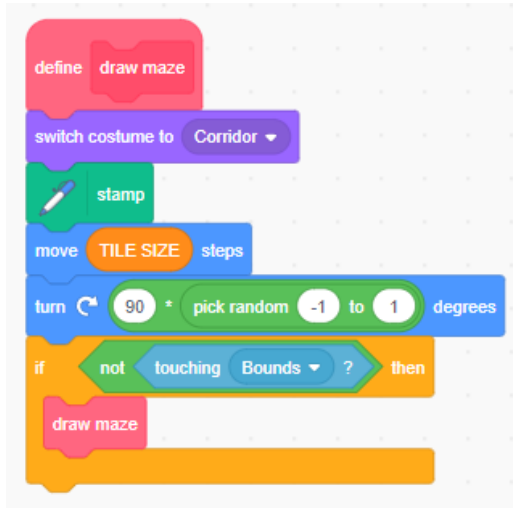 define draw maze
switch costume to Corridor
stamp
move TILE SIZE steps
turn 90 * pick random -1 to 1 degrees
if not touching Bounds ? then
draw maze